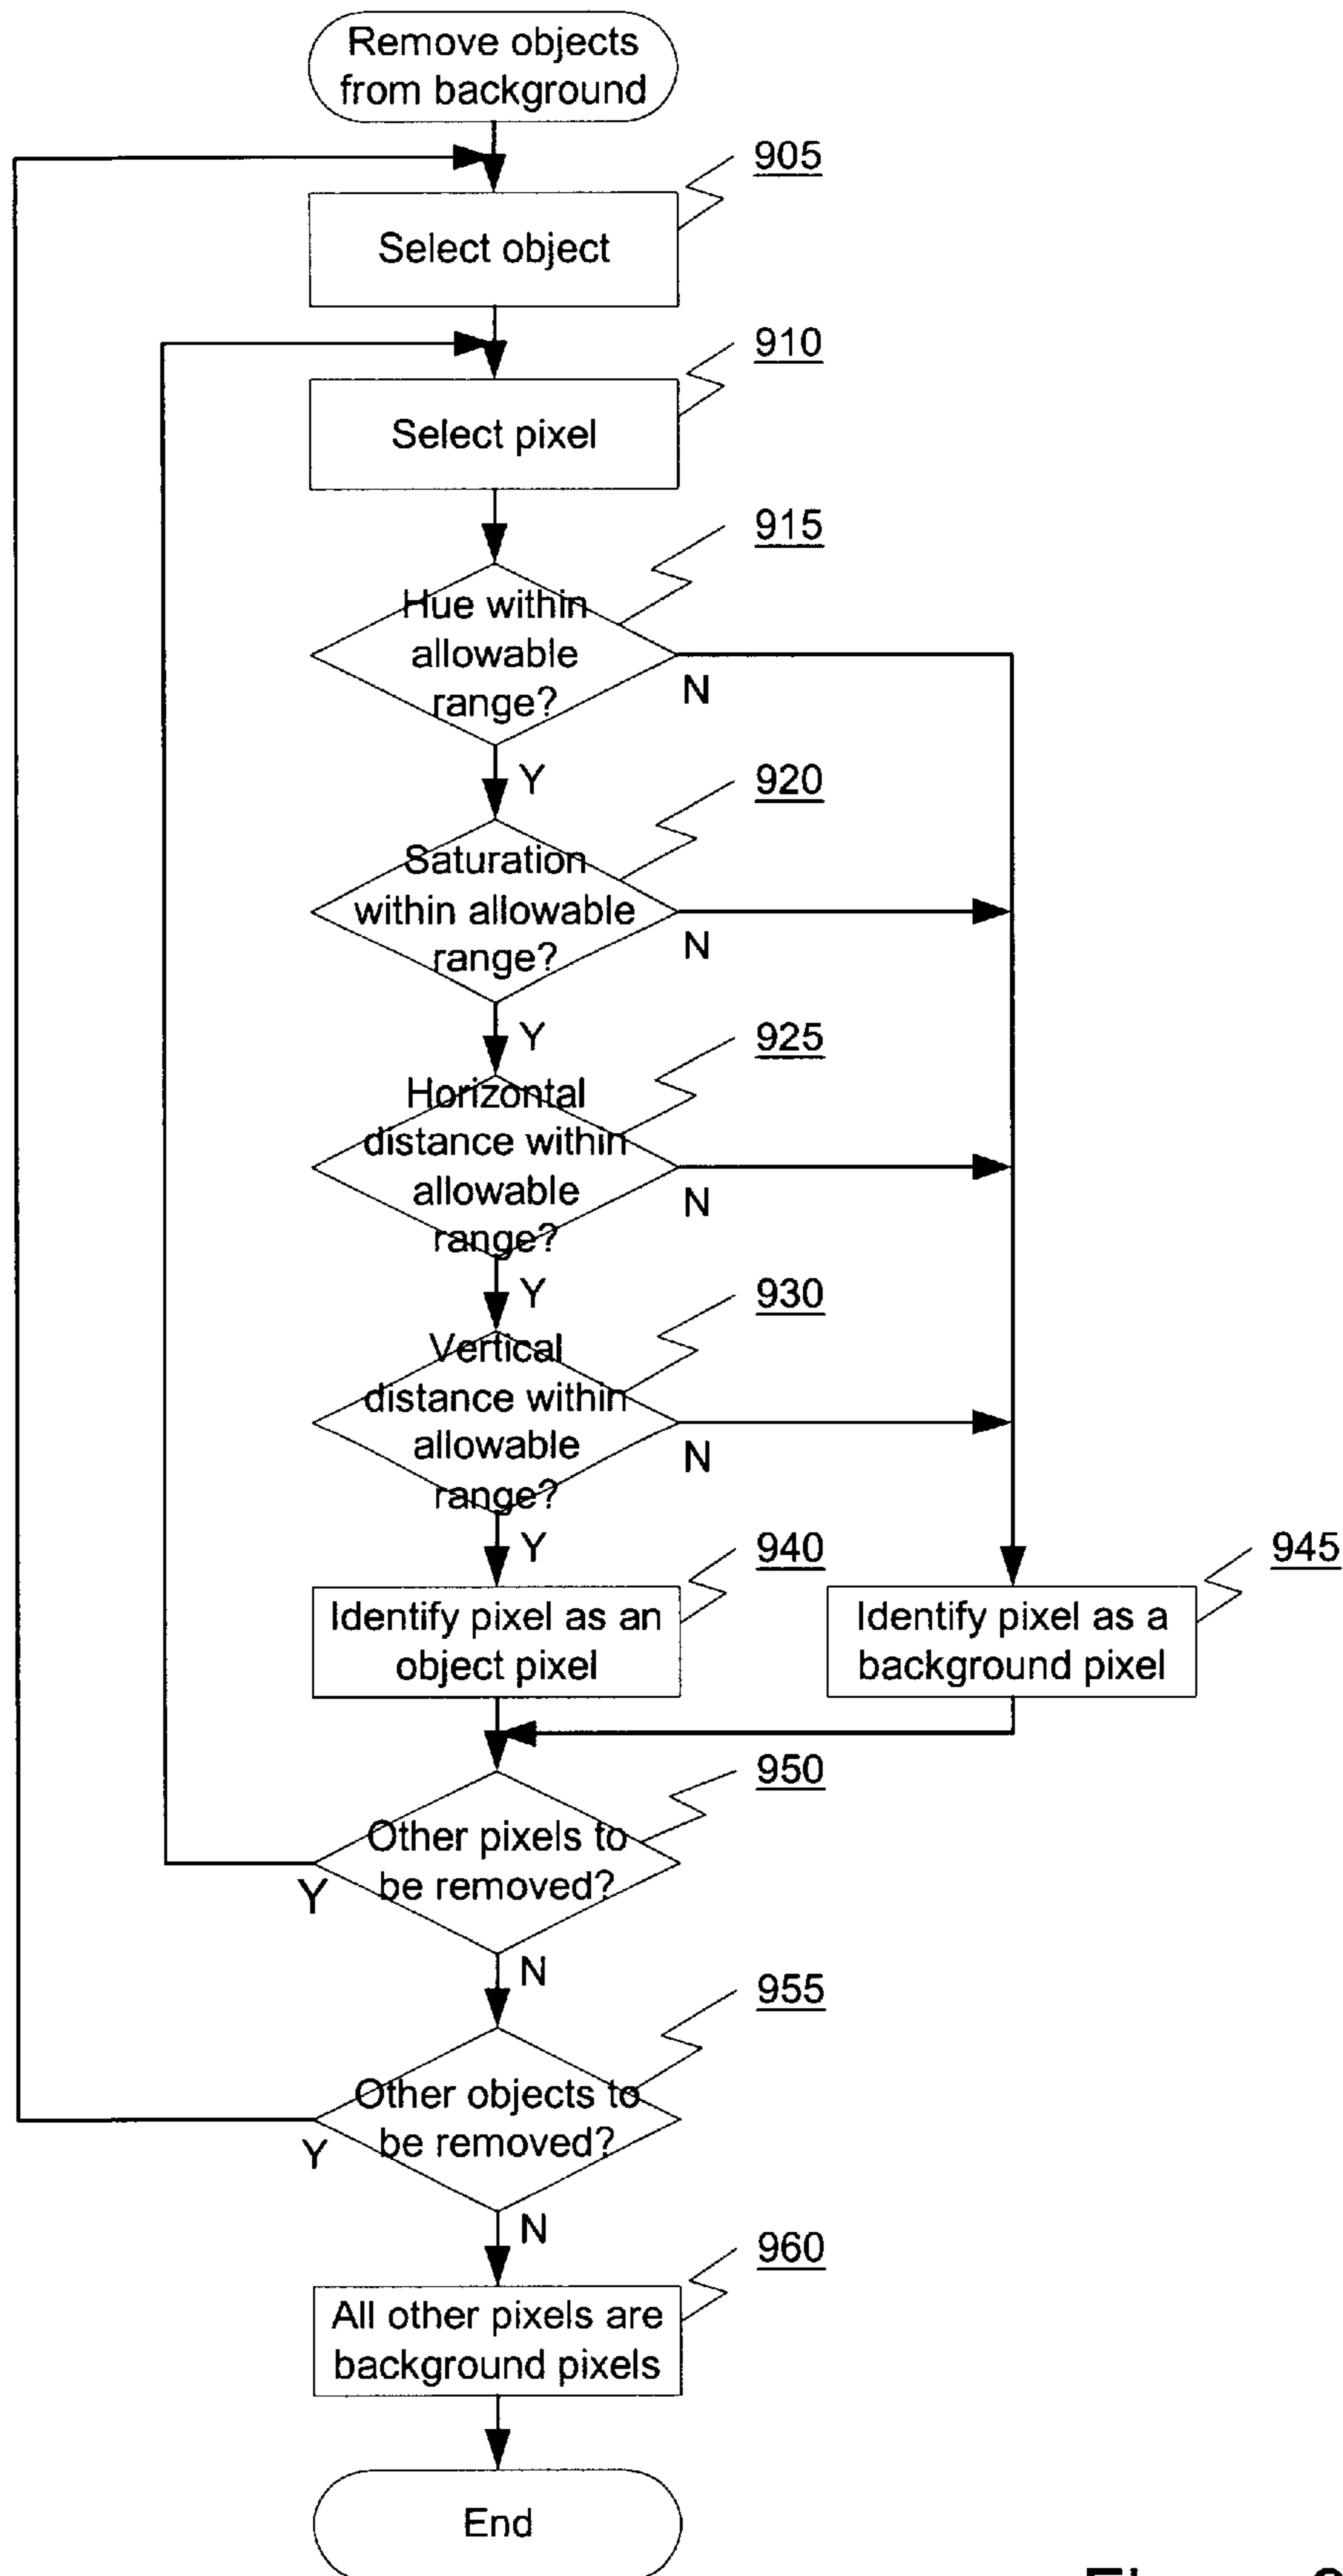 Remove objects
from background
905
Select object
910
Select pixel
915
Hue within
allowable
range?
N
Y
920
Saturation
within allowable
range?
N
Y
925
Horizontal
distance within
allowable
range?
N
Y
930
Vertical
distance within
allowable
range?
N
Y
940
945
Identify pixel as an
object pixel
Identify pixel as a
background pixel
950
Other pixels to
be removed?
Y
N
955
Other objects to
be removed?
Y
N
960
All other pixels are
background pixels
End